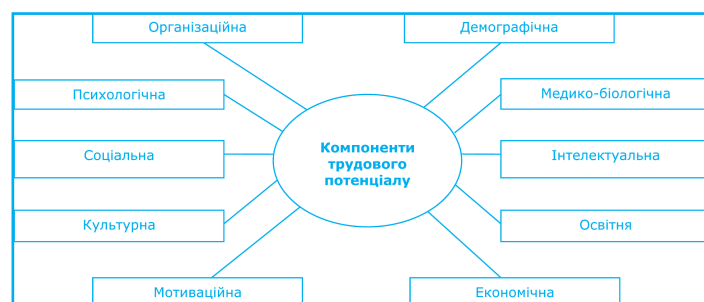 Організаційна
Демографічна
Психологічна
Медико-біологічна
Соціальна
Компоненти
трудового
потенціалу
Інтелектуальна
Культурна
Освітня
Мотиваційна
Економічна